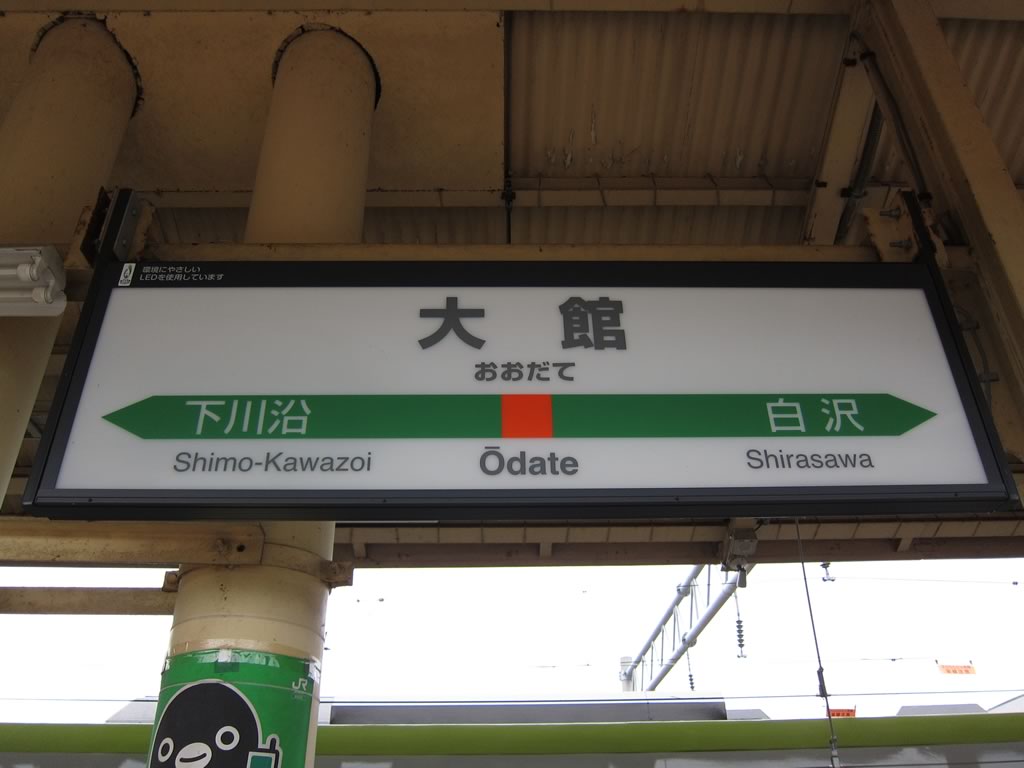 環境にやさしい
LEDを使用しています
大館
おおだて
下川沿 白沢
Shimo-Kawazoi Ōdate Shirasawa
JR